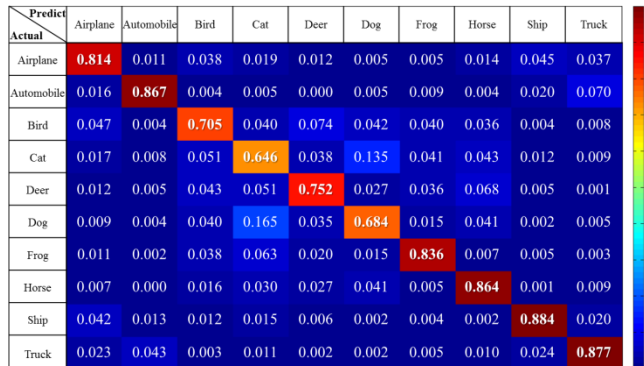 Predict
Actual
Airplane Automobile Bird Cat Deer Dog Frog Horse Ship Truck
Airplane 0.814 0.011 0.038 0.019 0.012 0.005 0.005 0.014 0.045 0.037
Automobile 0.016 0.867 0.004 0.005 0.000 0.005 0.009 0.004 0.020 0.070
Bird 0.047 0.004 0.705 0.040 0.074 0.042 0.040 0.036 0.004 0.008
Cat 0.017 0.008 0.051 0.646 0.038 0.135 0.041 0.043 0.012 0.009
Deer 0.012 0.005 0.043 0.051 0.752 0.027 0.036 0.068 0.005 0.001
Dog 0.009 0.004 0.040 0.165 0.035 0.684 0.015 0.041 0.002 0.005
Frog 0.011 0.002 0.038 0.063 0.020 0.015 0.836 0.007 0.005 0.003
Horse 0.007 0.000 0.016 0.030 0.027 0.041 0.005 0.864 0.001 0.009
Ship 0.042 0.013 0.012 0.015 0.006 0.002 0.004 0.002 0.884 0.020
Truck 0.023 0.043 0.003 0.011 0.002 0.002 0.005 0.010 0.024 0.877